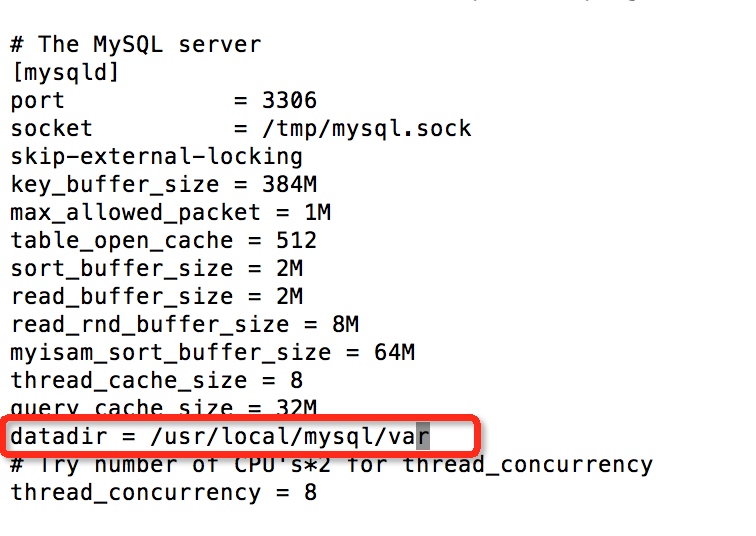 # The MySQL server
[mysqld]
port = 3306
socket = /tmp/mysql.sock
skip-external-locking
key_buffer_size = 384M
max_allowed_packet = 1M
table_open_cache = 512
sort_buffer_size = 2M
read_buffer_size = 2M
read_rnd_buffer_size = 8M
myisam_sort_buffer_size = 64M
thread_cache_size = 8
query_cache_size = 32M
datadir = /usr/local/mysql/var
# Try number of CPU's*2 for thread_concurrency
thread_concurrency = 8